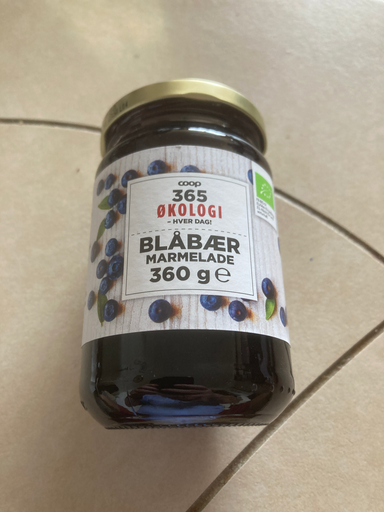 coop
365
ØKOLOGI
– HVER DAG!
BLÅBÆR
MARMELADE
360 g ℮